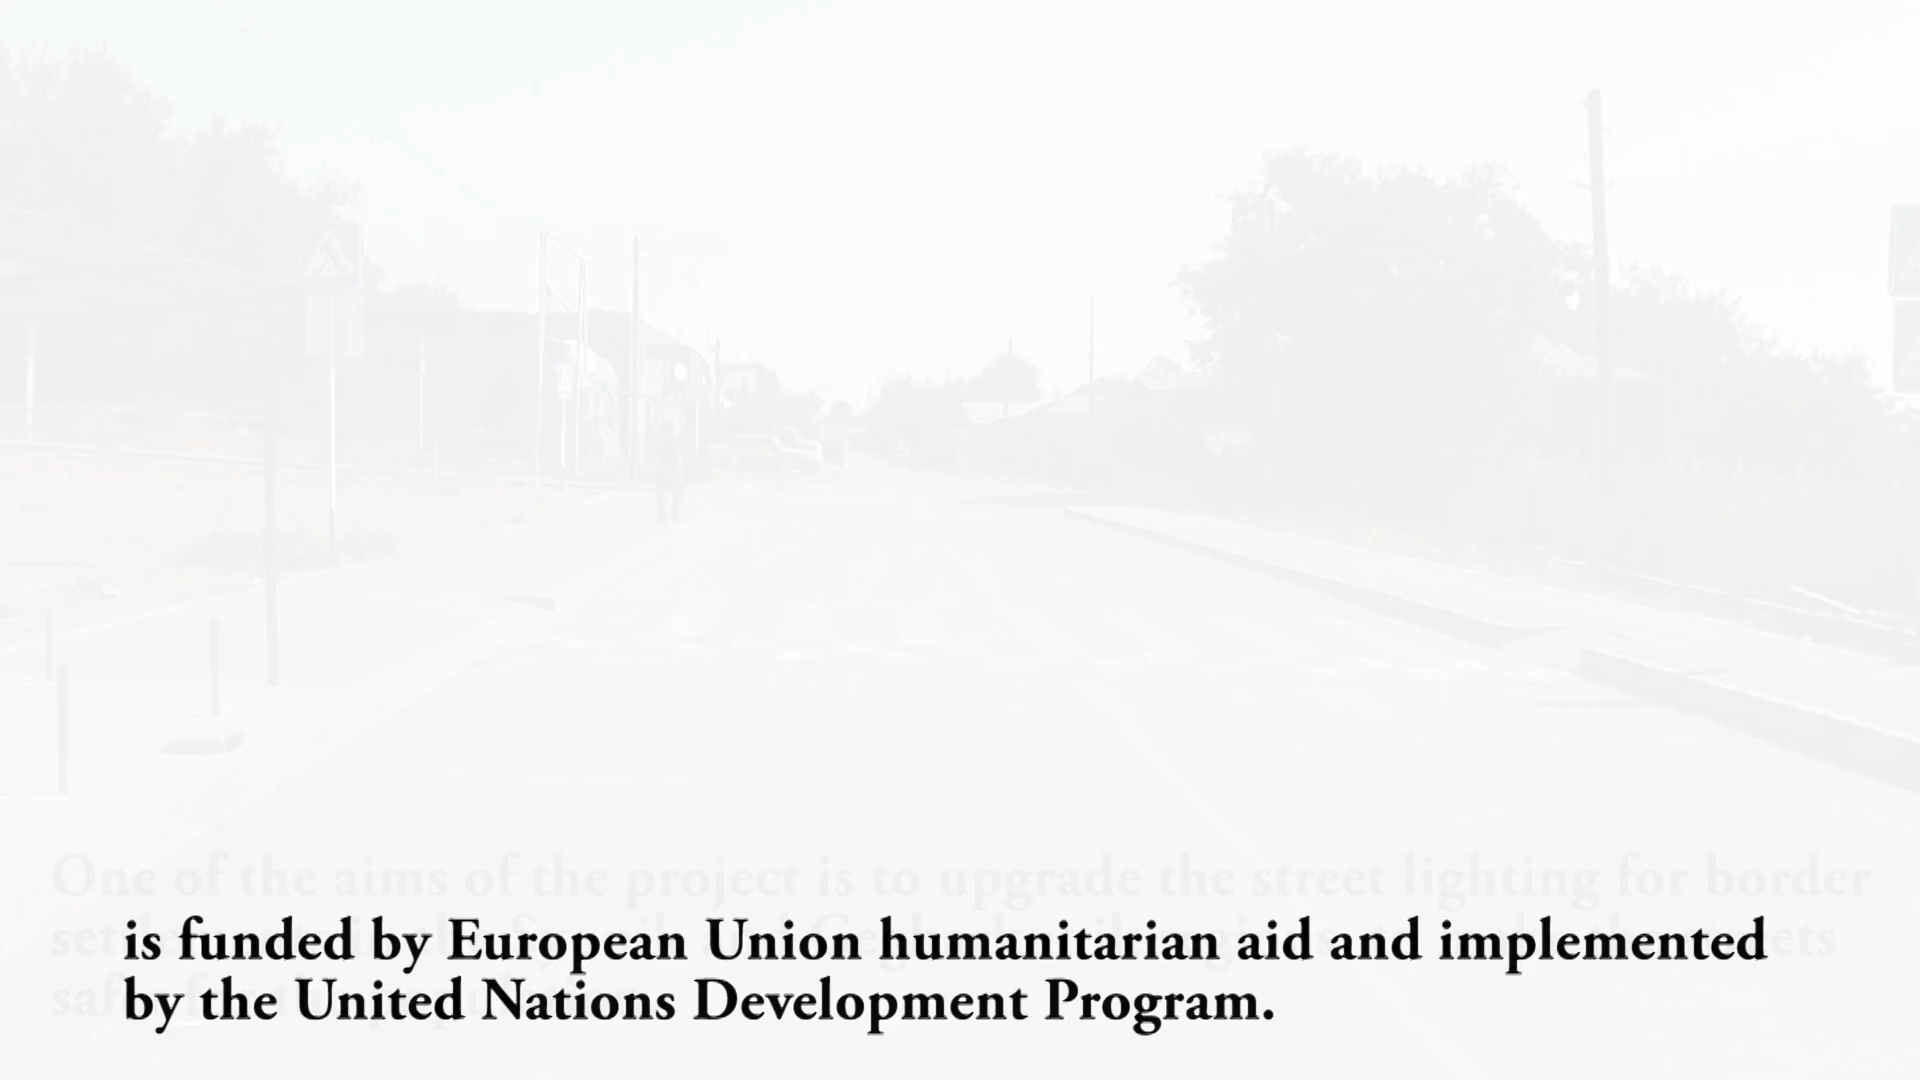 One of the aims of the project is to upgrade the street lighting for border
is funded by European Union humanitarian aid and implemented
by the United Nations Development Program.